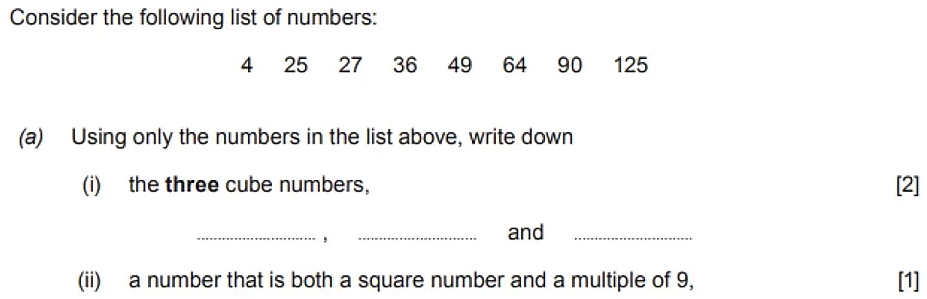 Consider the following list of numbers:
4 25 27 36 49 64 90 125
(a) Using only the numbers in the list above, write down
(i) the three cube numbers, [2]
.............................. , .............................. and ..............................
(ii) a number that is both a square number and a multiple of 9, [1]